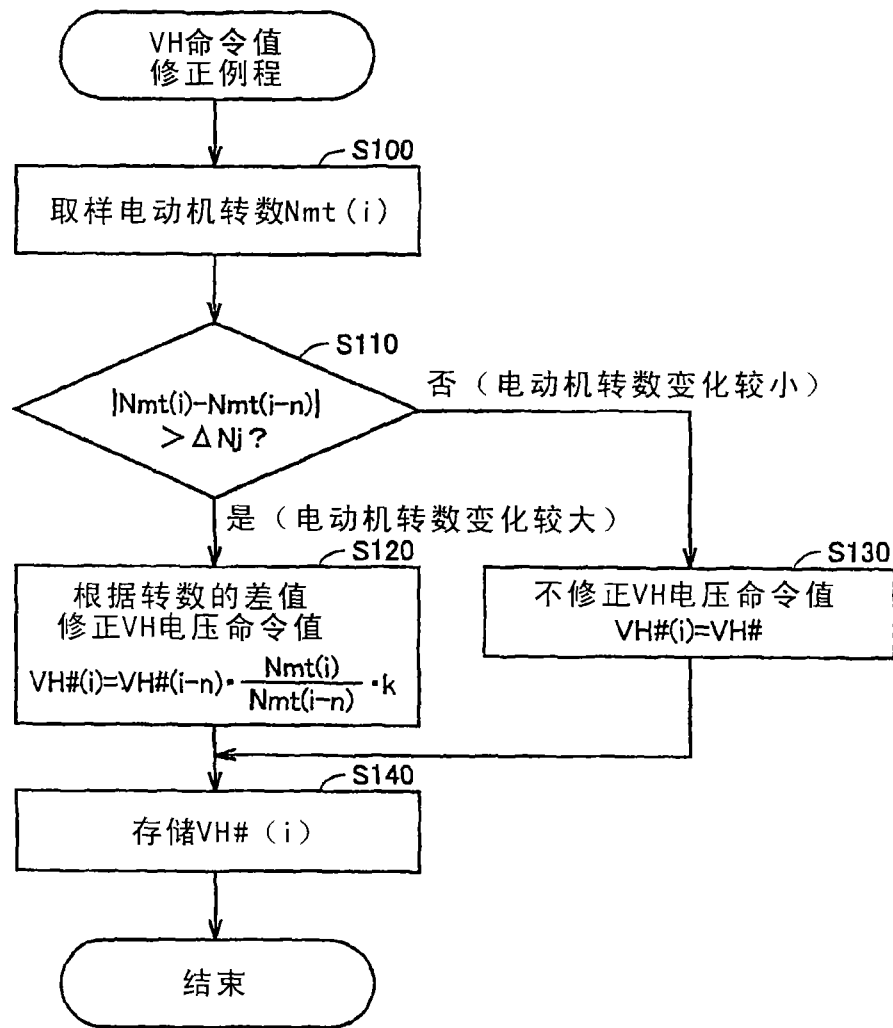 VH命令值
修正例程
S100
取样电动机转数Nmt(i)
S110
|Nmt(i)-Nmt(i-n)|
＞ΔNj?
否（电动机转数变化较小）
是（电动机转数变化较大）
S120
根据转数的差值
修正VH电压命令值
VH#(i)=VH#(i-n)·Nmt(i)/Nmt(i-n)·k
S130
不修正VH电压命令值
VH#(i)=VH#
S140
存储VH#（i）
结束